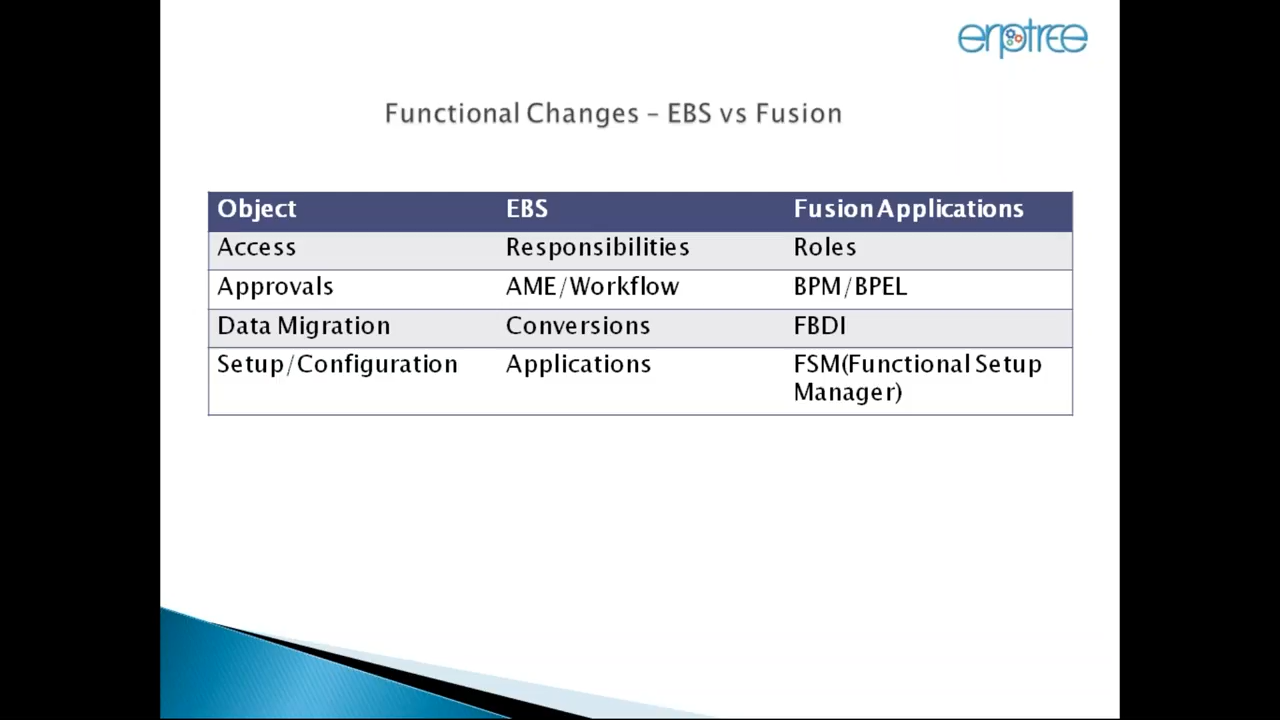 erptree
Functional Changes – EBS vs Fusion
Object EBS Fusion Applications
Access Responsibilities Roles
Approvals AME/Workflow BPM/BPEL
Data Migration Conversions FBDI
Setup/Configuration Applications FSM(Functional Setup
Manager)